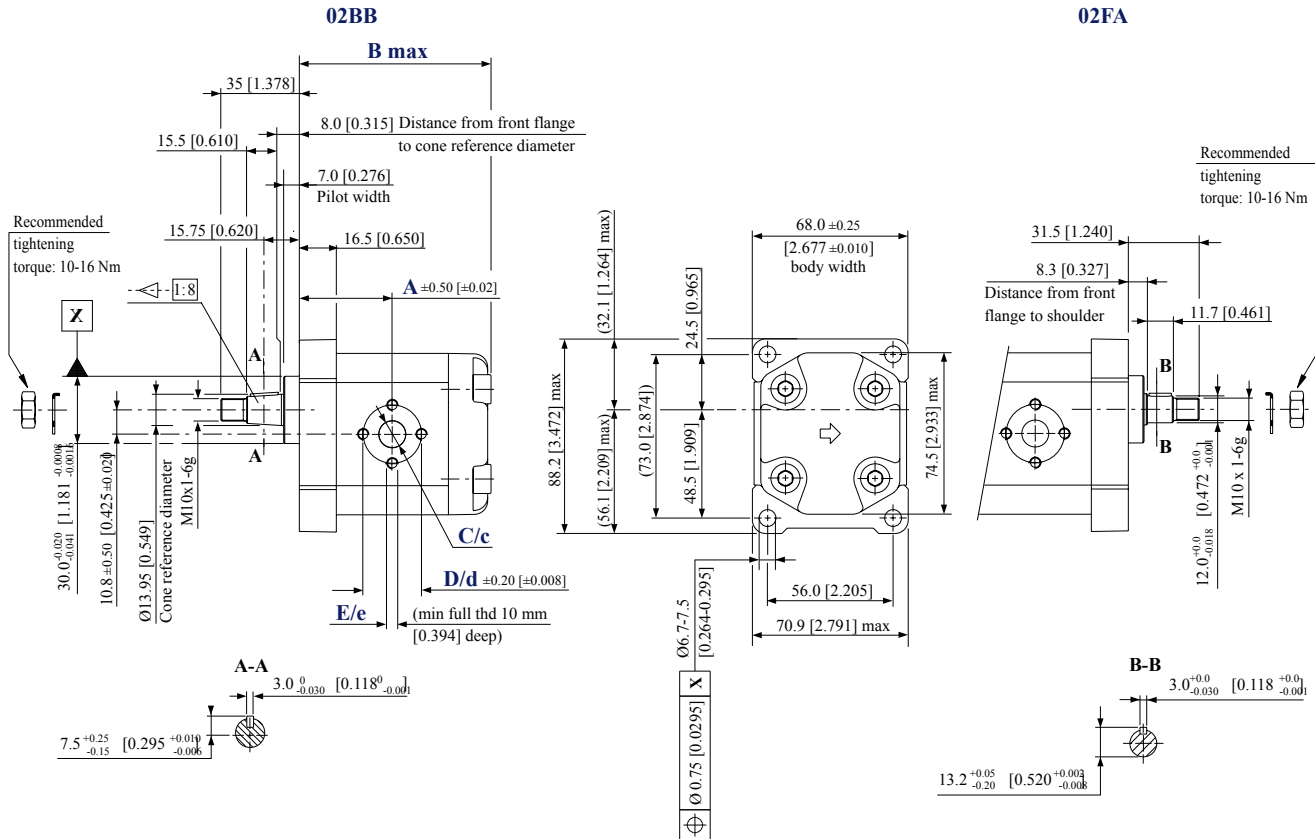 02BB
02FA
B max
35 [1.378]
8.0 [0.315] Distance from front flange
to cone reference diameter
15.5 [0.610]
7.0 [0.276]
Pilot width
15.75 [0.620]
16.5 [0.650]
Recommended
tightening
torque: 10-16 Nm
1:8
X
A ±0.50 [±0.02]
A
A
30.0 -0.020 -0.041 [1.181 -0.0008 -0.0016]
10.8 ±0.50 [0.425 ±0.020]
Ø13.95 [0.549]
Cone reference diameter
M10x1-6g
C/c
D/d ±0.20 [±0.008]
E/e
(min full thd 10 mm
[0.394] deep)
A-A
3.0 0 -0.030 [0.118 0 -0.001]
7.5 +0.25 -0.15 [0.295 +0.010 -0.006]
68.0 ±0.25
[2.677 ±0.010]
body width
(32.1 [1.264] max)
24.5 [0.965]
88.2 [3.472] max
(56.1 [2.209] max)
(73.0 [2.874])
48.5 [1.909]
74.5 [2.933] max
56.0 [2.205]
70.9 [2.791] max
Ø6.7-7.5
[0.264-0.295]
Ø 0.75 [0.0295] X
Recommended
tightening
torque: 10-16 Nm
31.5 [1.240]
8.3 [0.327]
Distance from front
flange to shoulder
11.7 [0.461]
B
B
12.0 +0.0 -0.018 [0.472 +0.0 -0.001]
M10 x 1-6g
B-B
3.0 +0.0 -0.030 [0.118 +0.0 -0.001]
13.2 +0.05 -0.20 [0.520 +0.002 -0.008]